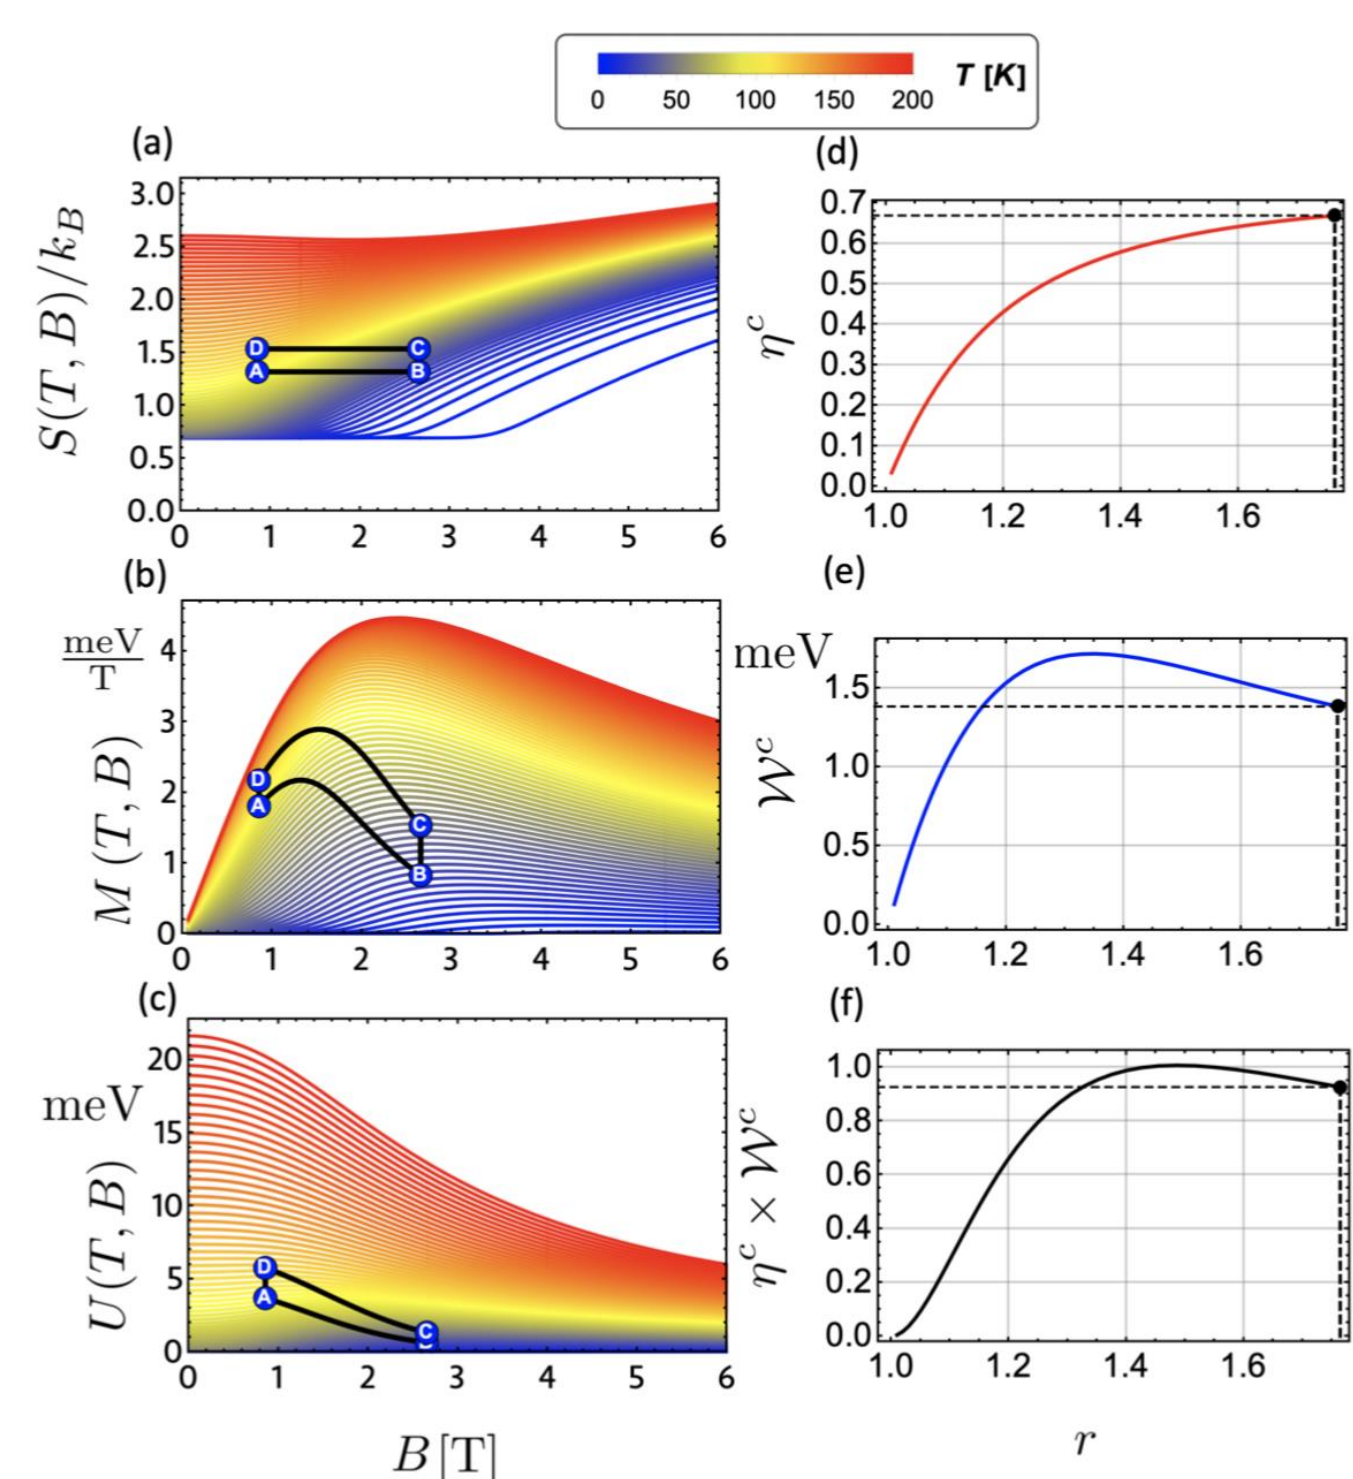 T [K]
0 50 100 150 200
(a)
S(T, B)/k_B
3.0
2.5
2.0
1.5
1.0
0.5
0.0
D C
A B
0 1 2 3 4 5 6
(d)
η^c
0.7
0.6
0.5
0.4
0.3
0.2
0.1
0.0
1.0 1.2 1.4 1.6
(b)
meV
T
M (T, B)
4
3
2
1
0
D
A
C
B
0 1 2 3 4 5 6
(e)
meV
𝒲^c
1.5
1.0
0.5
0.0
1.0 1.2 1.4 1.6
(c)
meV
U(T, B)
20
15
10
5
0
D
A
C
0 1 2 3 4 5 6
B [T]
(f)
η^c × 𝒲^c
1.0
0.8
0.6
0.4
0.2
0.0
1.0 1.2 1.4 1.6
r